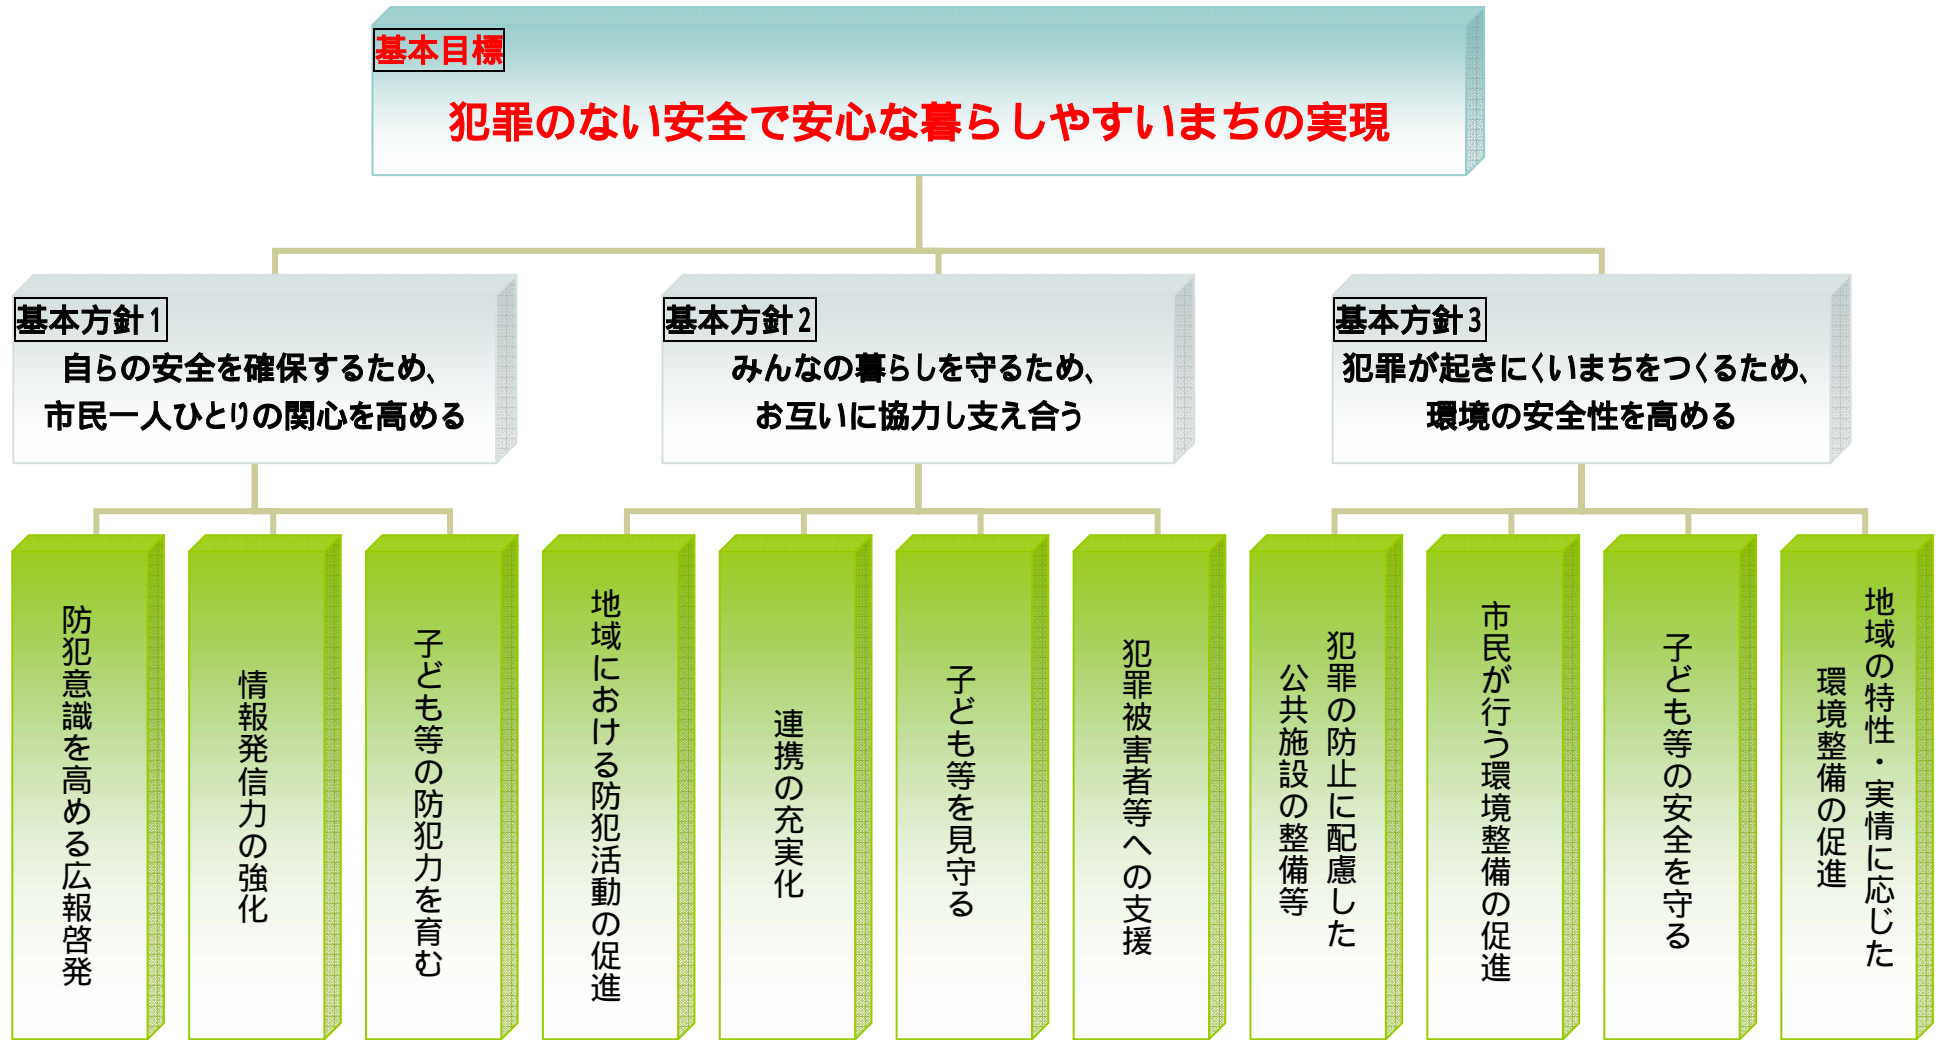 基本目標
犯罪のない安全で安心な暮らしやすいまちの実現
基本方針1
自らの安全を確保するため、
市民一人ひとりの関心を高める
基本方針2
みんなの暮らしを守るため、
お互いに協力し支え合う
基本方針3
犯罪が起きにくいまちをつくるため、
環境の安全性を高める
防犯意識を高める広報啓発
情報発信力の強化
子ども等の防犯力を育む
地域における防犯活動の促進
連携の充実化
子ども等を見守る
犯罪被害者等への支援
犯罪の防止に配慮した
公共施設の整備等
市民が行う環境整備の促進
子ども等の安全を守る
地域の特性・実情に応じた
環境整備の促進